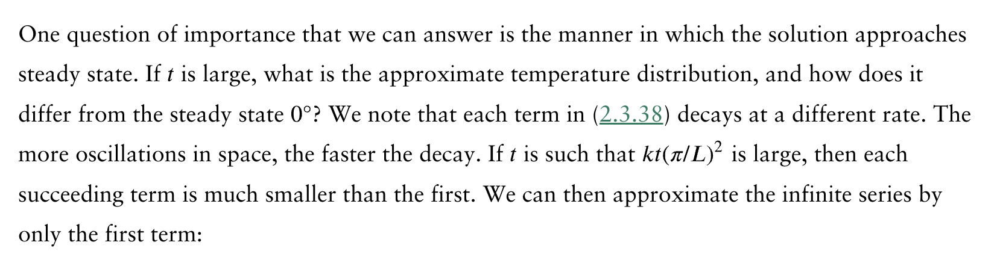 One question of importance that we can answer is the manner in which the solution approaches
steady state. If t is large, what is the approximate temperature distribution, and how does it
differ from the steady state 0°? We note that each term in (2.3.38) decays at a different rate. The
more oscillations in space, the faster the decay. If t is such that kt(π/L)² is large, then each
succeeding term is much smaller than the first. We can then approximate the infinite series by
only the first term: